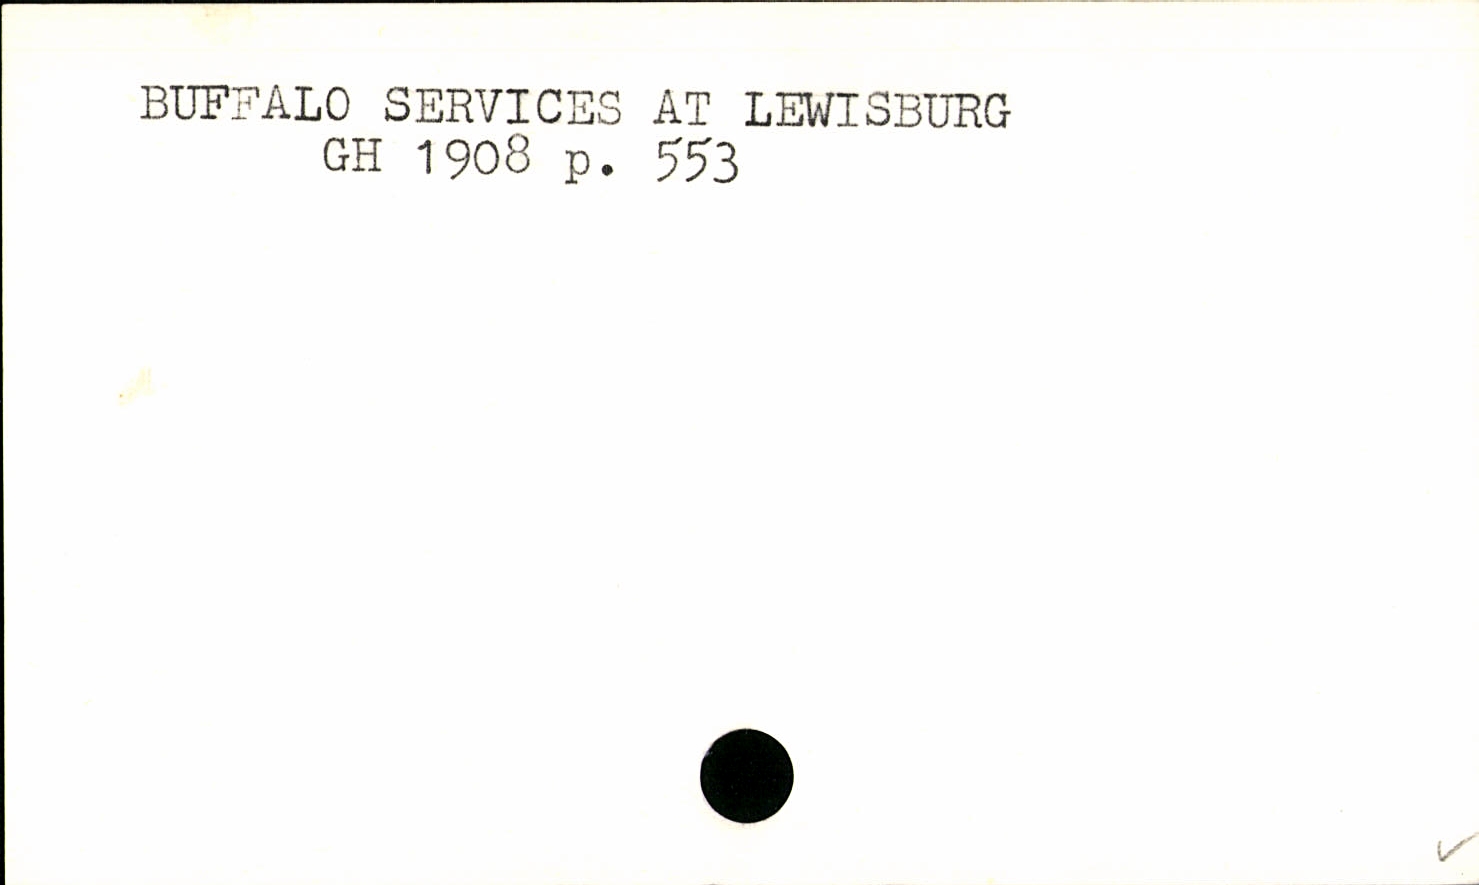 BUFFALO SERVICES AT LEWISBURG
GH 1908 p. 553